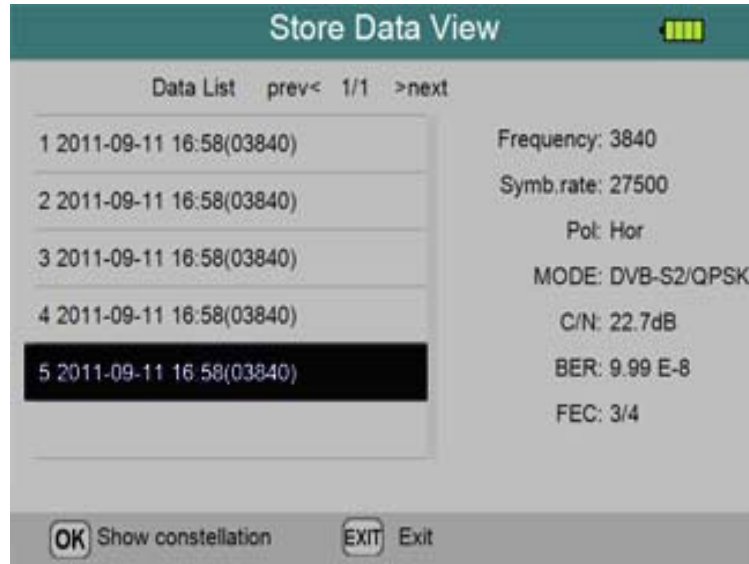 Store Data View
Data List prev< 1/1 >next
1 2011-09-11 16:58(03840)
2 2011-09-11 16:58(03840)
3 2011-09-11 16:58(03840)
4 2011-09-11 16:58(03840)
5 2011-09-11 16:58(03840)
Frequency: 3840
Symb.rate: 27500
Pol: Hor
MODE: DVB-S2/QPSK
C/N: 22.7dB
BER: 9.99 E-8
FEC: 3/4
OK Show constellation
EXIT Exit